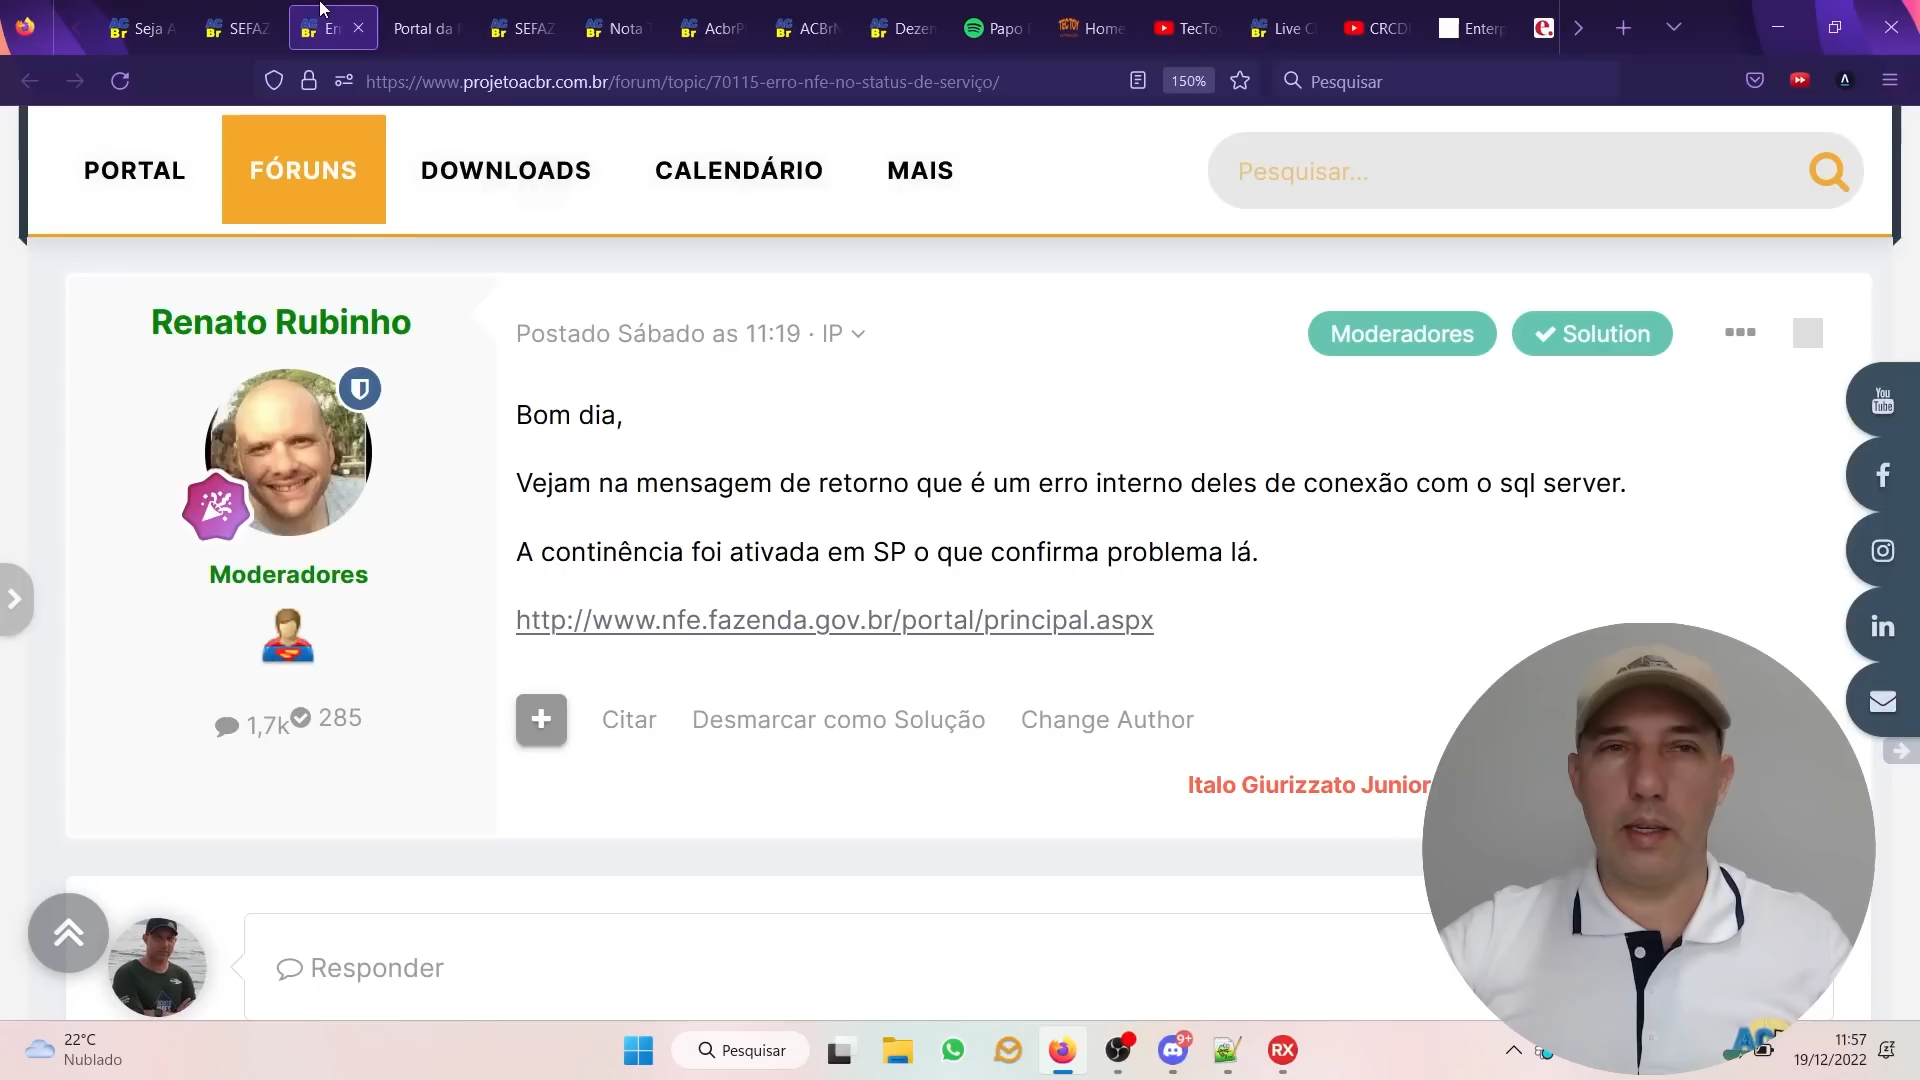 Seja A
SEFAZ
Er
Portal da
SEFAZ
Nota
AcbrP
ACBr
Dezen
Papo
Home
TecTo
Live C
CRCD
Enterp
https://www.projetoacbr.com.br/forum/topic/70115-erro-nfe-no-status-de-serviço/
150%
Pesquisar
PORTAL
FÓRUNS
DOWNLOADS
CALENDÁRIO
MAIS
Pesquisar...
Renato Rubinho
Moderadores
1,7k
285
Postado Sábado as 11:19 · IP
Moderadores
Solution
Bom dia,
Vejam na mensagem de retorno que é um erro interno deles de conexão com o sql server.
A continência foi ativada em SP o que confirma problema lá.
http://www.nfe.fazenda.gov.br/portal/principal.aspx
Citar
Desmarcar como Solução
Change Author
Italo Giurizzato Junior
You
Tube
Responder
22°C
Nublado
Pesquisar
9+
RX
11:57
19/12/2022